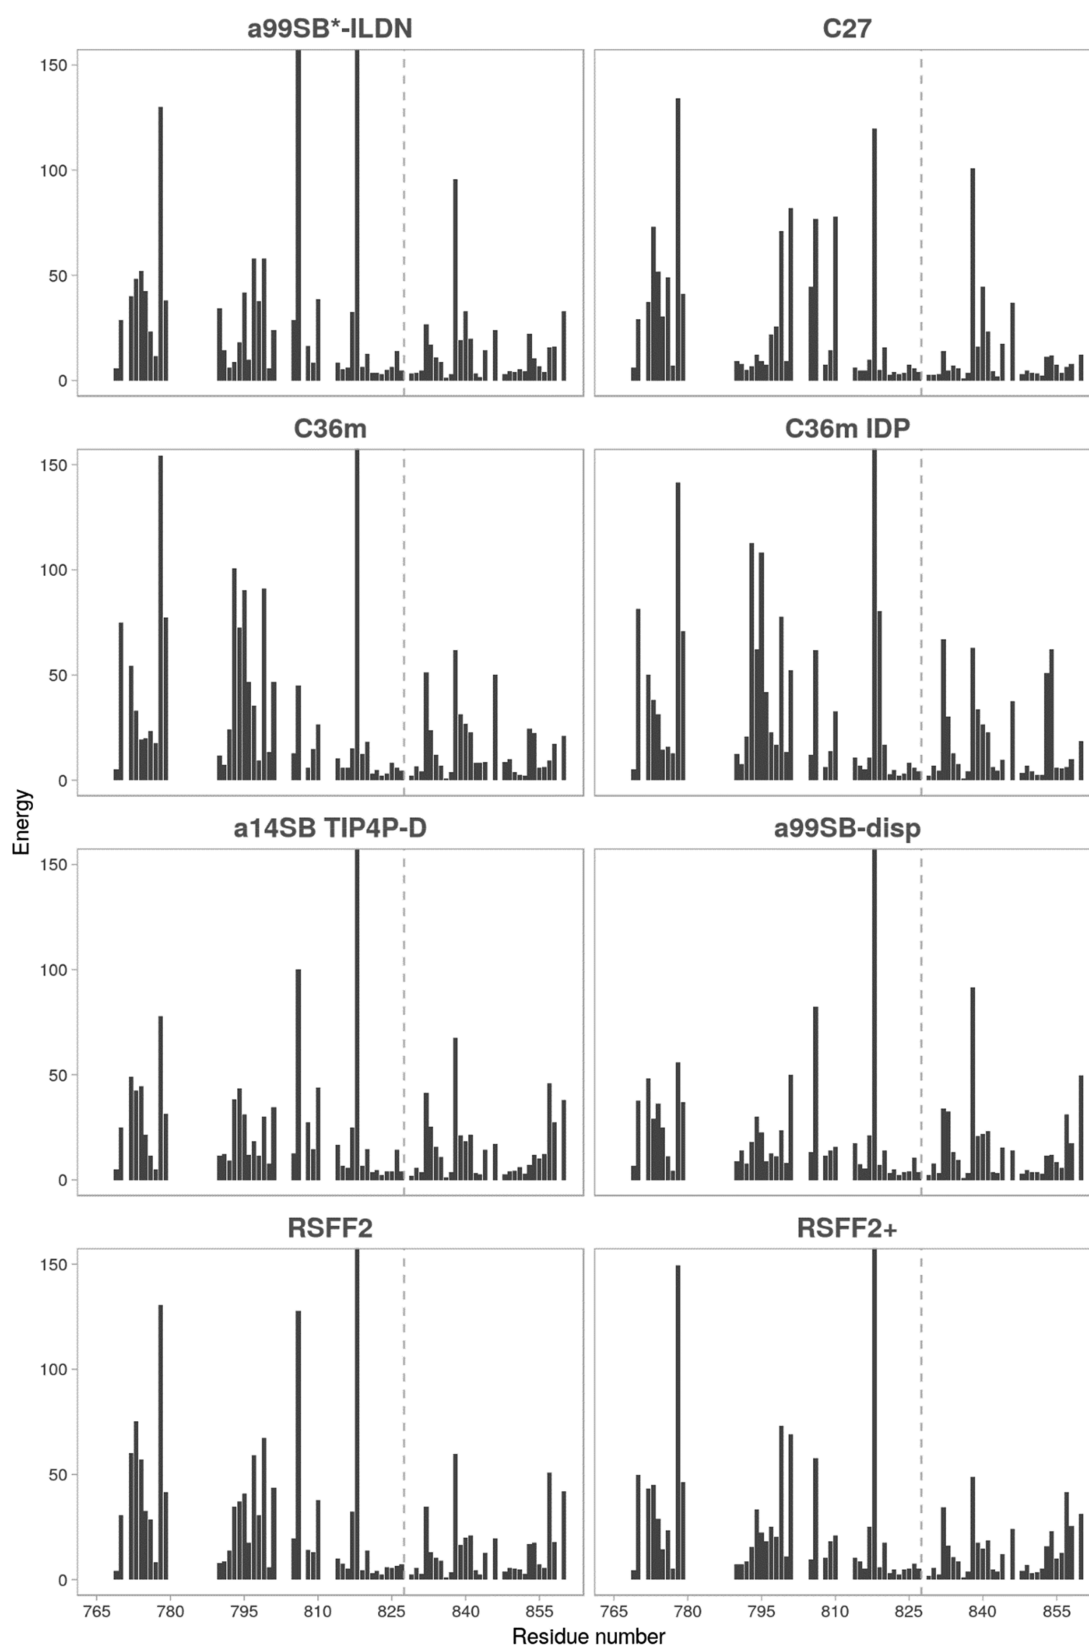 a99SB*-ILDN C27
150
100
50
0
C36m C36m IDP
150
100
50
0
Energy
a14SB TIP4P-D a99SB-disp
150
100
50
0
RSFF2 RSFF2+
150
100
50
0
765 780 795 810 825 840 855 765 780 795 810 825 840 855
Residue number